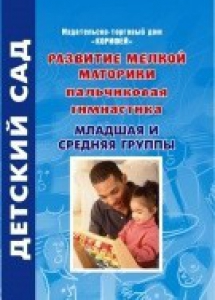 Издательско-торговый дом
«КОРИФЕЙ»
РАЗВИТИЕ МЕЛКОЙ
МАТОРИКИ
ПАЛЬЧИКОВАЯ
ГИМНАСТИКА
МЛАДШАЯ И
СРЕДНЯЯ ГРУППЫ
ДЕТСКИЙ САД